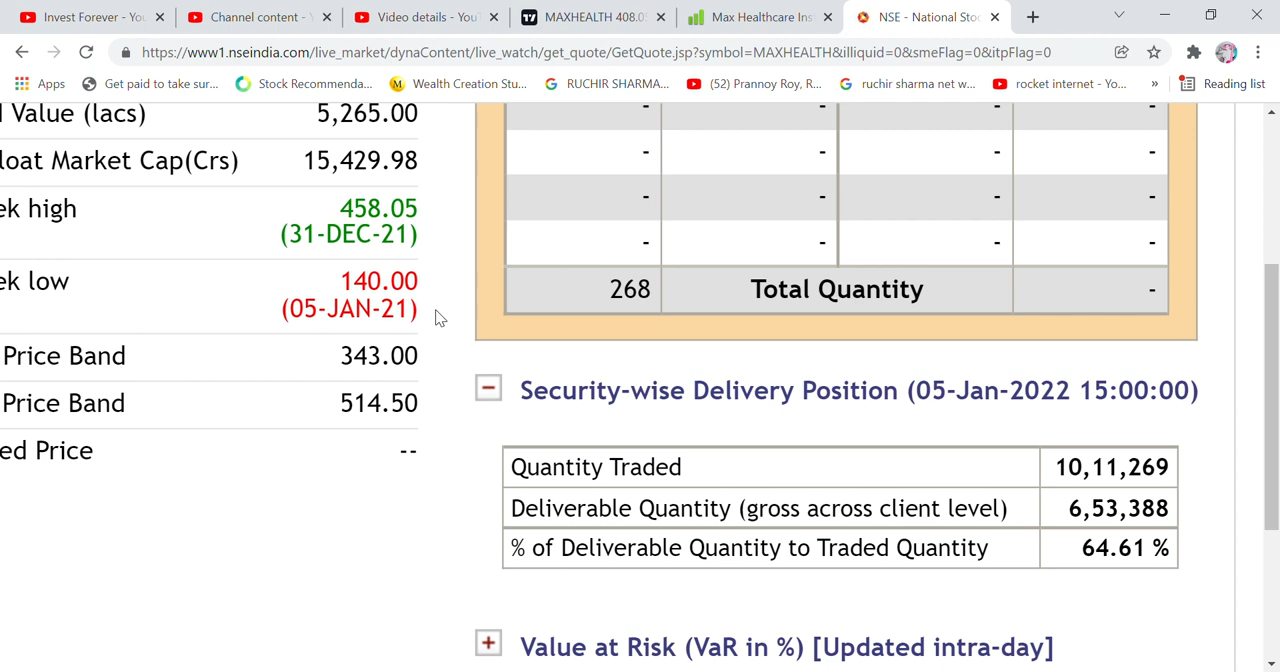 Invest Forever - You
Channel content - Y
Video details - YouT
MAXHEALTH 408.05
Max Healthcare Inst
NSE - National Stoc
https://www1.nseindia.com/live_market/dynaContent/live_watch/get_quote/GetQuote.jsp?symbol=MAXHEALTH&illiquid=0&smeFlag=0&itpFlag=0
Apps
Get paid to take sur...
Stock Recommenda...
Wealth Creation Stu...
RUCHIR SHARMA...
(52) Prannoy Roy, R...
ruchir sharma net w...
rocket internet - Yo...
»
Reading list
d Value (lacs) 5,265.00
loat Market Cap(Crs) 15,429.98
ek high 458.05
(31-DEC-21)
ek low 140.00
(05-JAN-21)
Price Band 343.00
Price Band 514.50
ed Price --
- - - -
- - - -
- - - -
- - - -
268 Total Quantity -
Security-wise Delivery Position (05-Jan-2022 15:00:00)
Quantity Traded 10,11,269
Deliverable Quantity (gross across client level) 6,53,388
% of Deliverable Quantity to Traded Quantity 64.61 %
Value at Risk (VaR in %) [Updated intra-day]